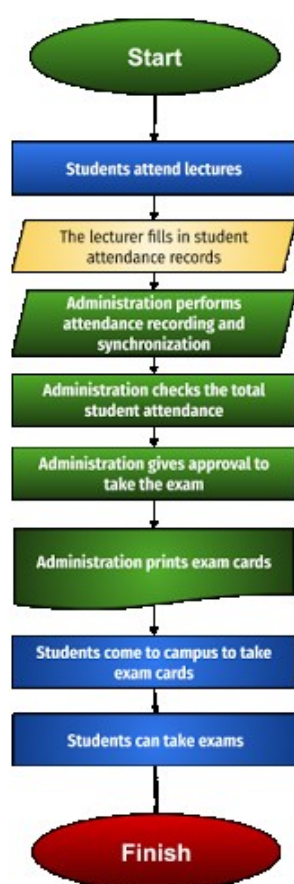 Start
Students attend lectures
The lecturer fills in student
attendance records
Administration performs
attendance recording and
synchronization
Administration checks the total
student attendance
Administration gives approval to
take the exam
Administration prints exam cards
Students come to campus to take
exam cards
Students can take exams
Finish